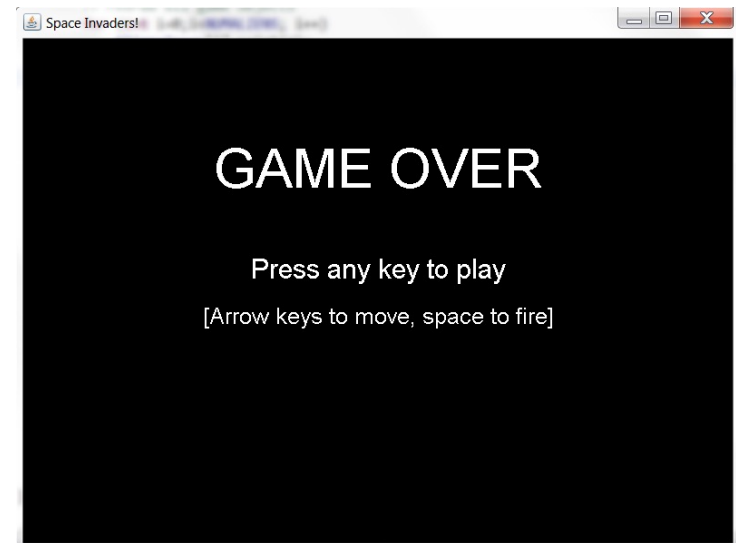 Space Invaders!
GAME OVER
Press any key to play
[Arrow keys to move, space to fire]